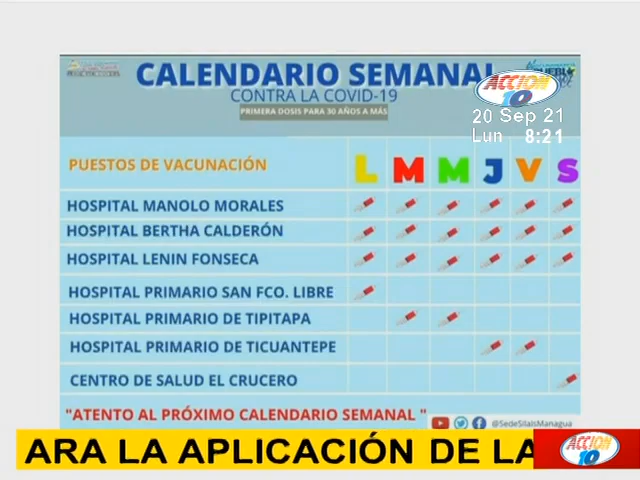 CALENDARIO SEMANAL
CONTRA LA COVID-19
PRIMERA DOSIS PARA 30 AÑOS A MÁS
ACCION
10
20 Sep 21
Lun 8:21
PUESTOS DE VACUNACIÓN L M M J V S
HOSPITAL MANOLO MORALES
HOSPITAL BERTHA CALDERÓN
HOSPITAL LENIN FONSECA
HOSPITAL PRIMARIO SAN FCO. LIBRE
HOSPITAL PRIMARIO DE TIPITAPA
HOSPITAL PRIMARIO DE TICUANTEPE
CENTRO DE SALUD EL CRUCERO
"ATENTO AL PRÓXIMO CALENDARIO SEMANAL "
@SedeSilaisManagua
ARA LA APLICACIÓN DE LA
ACCION
10